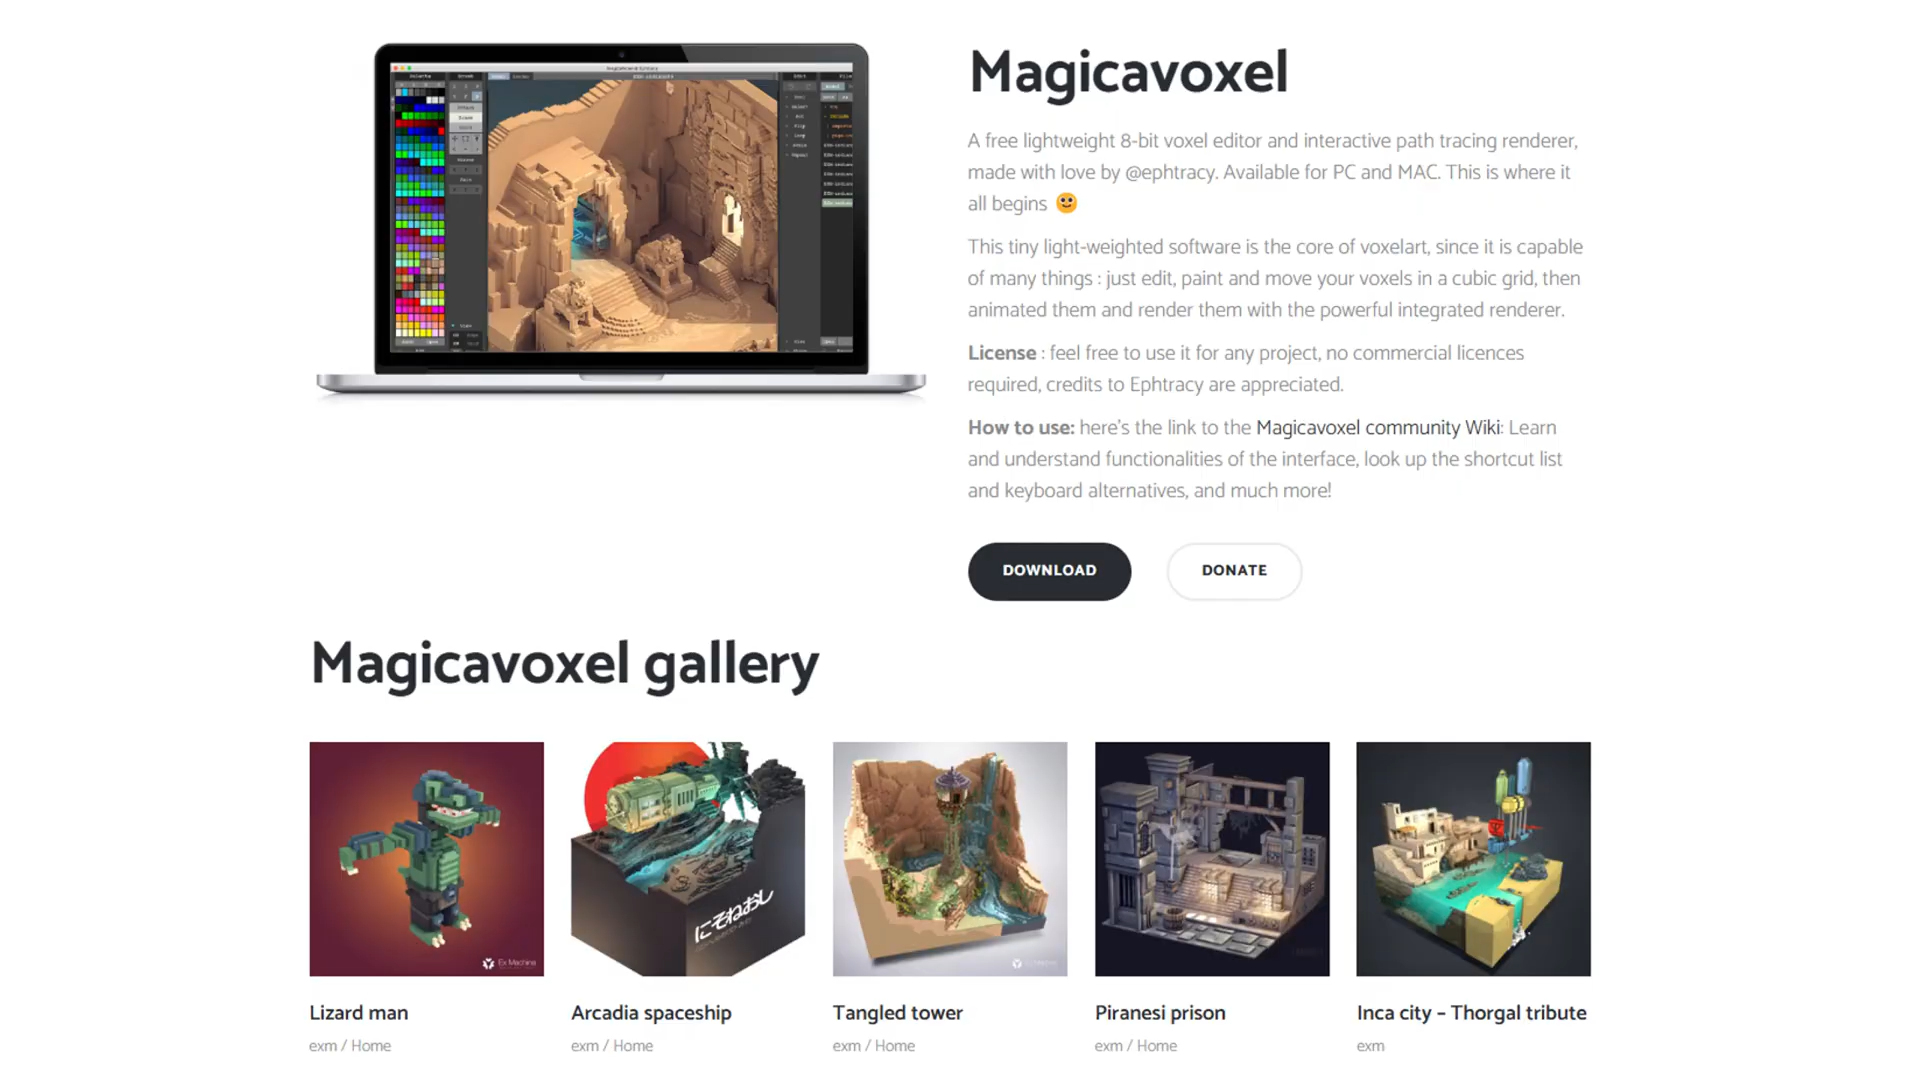 Magicavoxel
A free lightweight 8-bit voxel editor and interactive path tracing renderer,
made with love by @ephtracy. Available for PC and MAC. This is where it
all begins
This tiny light-weighted software is the core of voxelart, since it is capable
of many things : just edit, paint and move your voxels in a cubic grid, then
animated them and render them with the powerful integrated renderer.
License : feel free to use it for any project, no commercial licences
required, credits to Ephtracy are appreciated.
How to use: here's the link to the Magicavoxel community Wiki: Learn
and understand functionalities of the interface, look up the shortcut list
and keyboard alternatives, and much more!
DOWNLOAD
DONATE
Magicavoxel gallery
Ex Machina
にそねおし
Lizard man
Arcadia spaceship
Tangled tower
Piranesi prison
Inca city – Thorgal tribute
exm / Home
exm / Home
exm / Home
exm / Home
exm